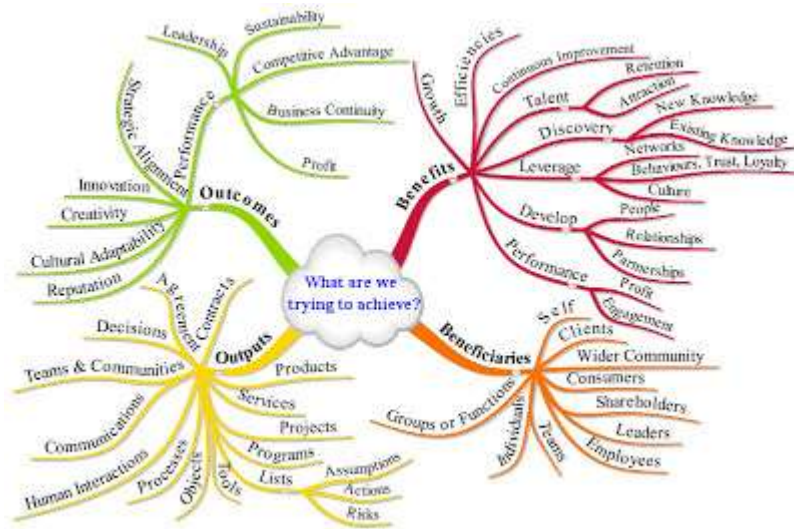 What are we
trying to achieve?
Outcomes
Performance
Leadership
Sustainability
Competitive Advantage
Business Continuity
Profit
Strategic Alignment
Innovation
Creativity
Cultural Adaptability
Reputation
Benefits
Growth
Efficiencies
Continuous Improvement
Talent
Retention
Attraction
Discovery
New Knowledge
Existing Knowledge
Leverage
Networks
Behaviours, Trust, Loyalty
Culture
Develop
People
Relationships
Partnerships
Performance
Profit
Engagement
Outputs
Contracts
Agreement
Decisions
Teams & Communities
Communications
Human Interactions
Processes
Objects
Tools
Lists
Assumptions
Actions
Risks
Programs
Projects
Services
Products
Beneficiaries
Self
Clients
Wider Community
Consumers
Shareholders
Leaders
Employees
Teams
Individuals
Groups or Functions